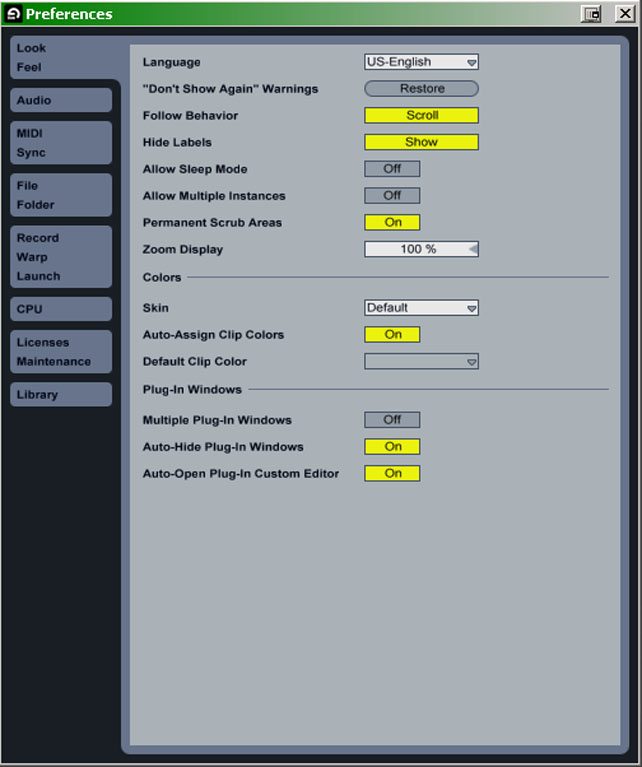 Preferences
Look
Feel
Audio
MIDI
Sync
File
Folder
Record
Warp
Launch
CPU
Licenses
Maintenance
Library
Language US-English
"Don't Show Again" Warnings Restore
Follow Behavior Scroll
Hide Labels Show
Allow Sleep Mode Off
Allow Multiple Instances Off
Permanent Scrub Areas On
Zoom Display 100 %
Colors
Skin Default
Auto-Assign Clip Colors On
Default Clip Color
Plug-In Windows
Multiple Plug-In Windows Off
Auto-Hide Plug-In Windows On
Auto-Open Plug-In Custom Editor On